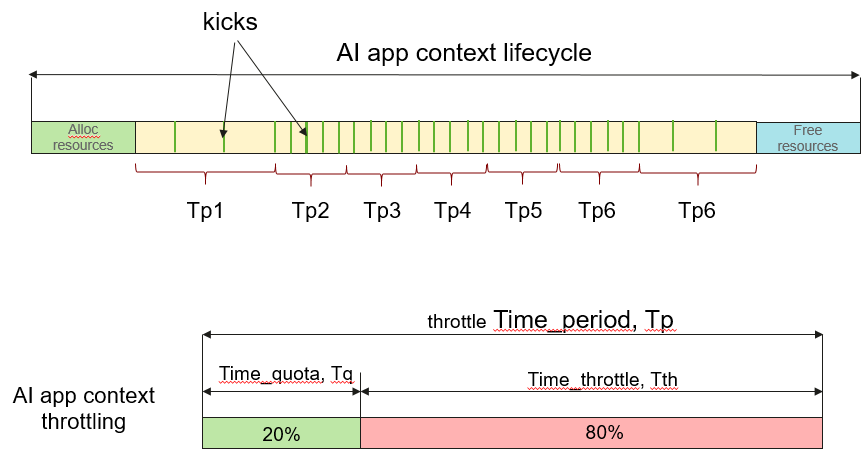 kicks
AI app context lifecycle
Alloc
resources
Free
resources
Tp1
Tp2
Tp3
Tp4
Tp5
Tp6
Tp6
throttle Time_period, Tp
Time_quota, Tq
Time_throttle, Tth
AI app context
throttling
20%
80%